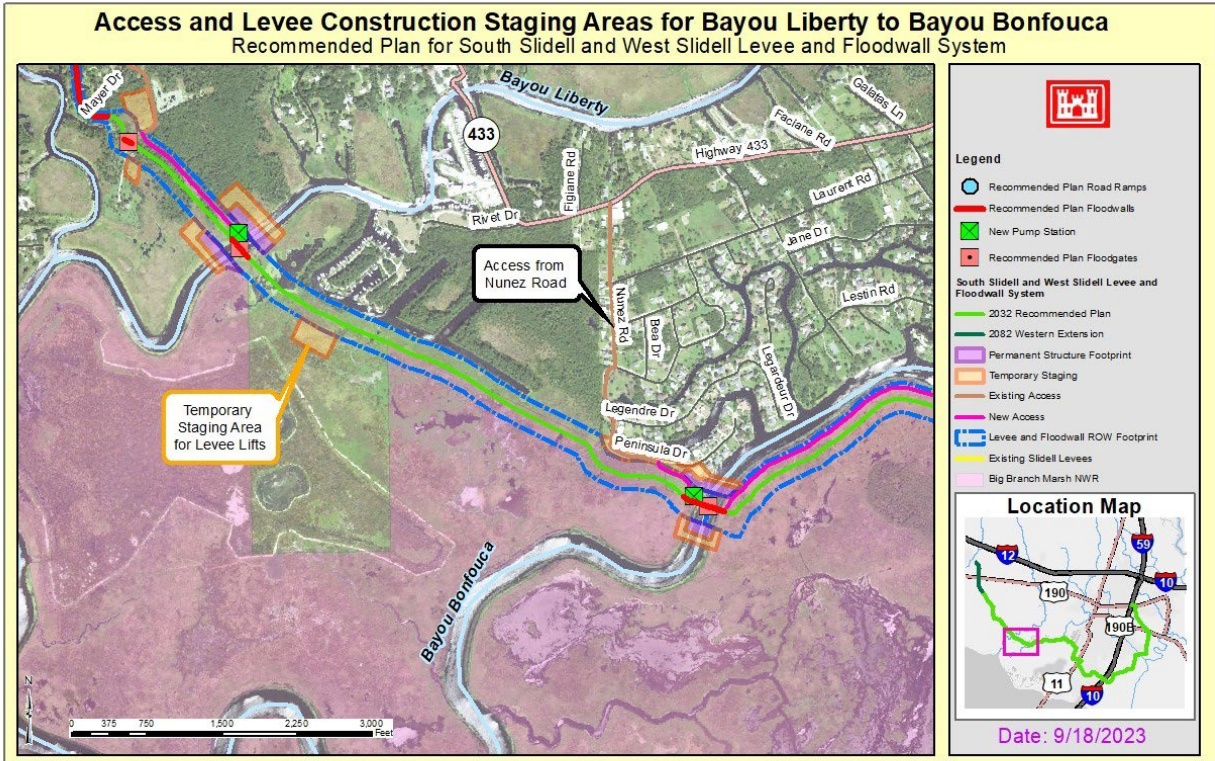 Access and Levee Construction Staging Areas for Bayou Liberty to Bayou Bonfouca
Recommended Plan for South Slidell and West Slidell Levee and Floodwall System
Mayer Dr
Bayou Liberty
433
Galatas Ln
Faciane Rd
Highway 433
Figiane Rd
Laurent Rd
Rivet Dr
Jane Dr
Access from
Nunez Road
Lestin Rd
Nunez Rd
Bea Dr
Legardeur Dr
Temporary
Staging Area
for Levee Lifts
Legendre Dr
Peninsula Dr
Bayou Bonfouca
N
0 375 750 1,500 2,250 3,000
Feet
Legend
Recommended Plan Road Ramps
Recommended Plan Floodwalls
New Pump Station
Recommended Plan Floodgates
South Slidell and West Slidell Levee and
Floodwall System
2032 Recommended Plan
2082 Western Extension
Permanent Structure Footprint
Temporary Staging
Existing Access
New Access
Levee and Floodwall ROW Footprint
Existing Slidell Levees
Big Branch Marsh NWR
Location Map
12
59
10
190
190B
11
10
Date: 9/18/2023